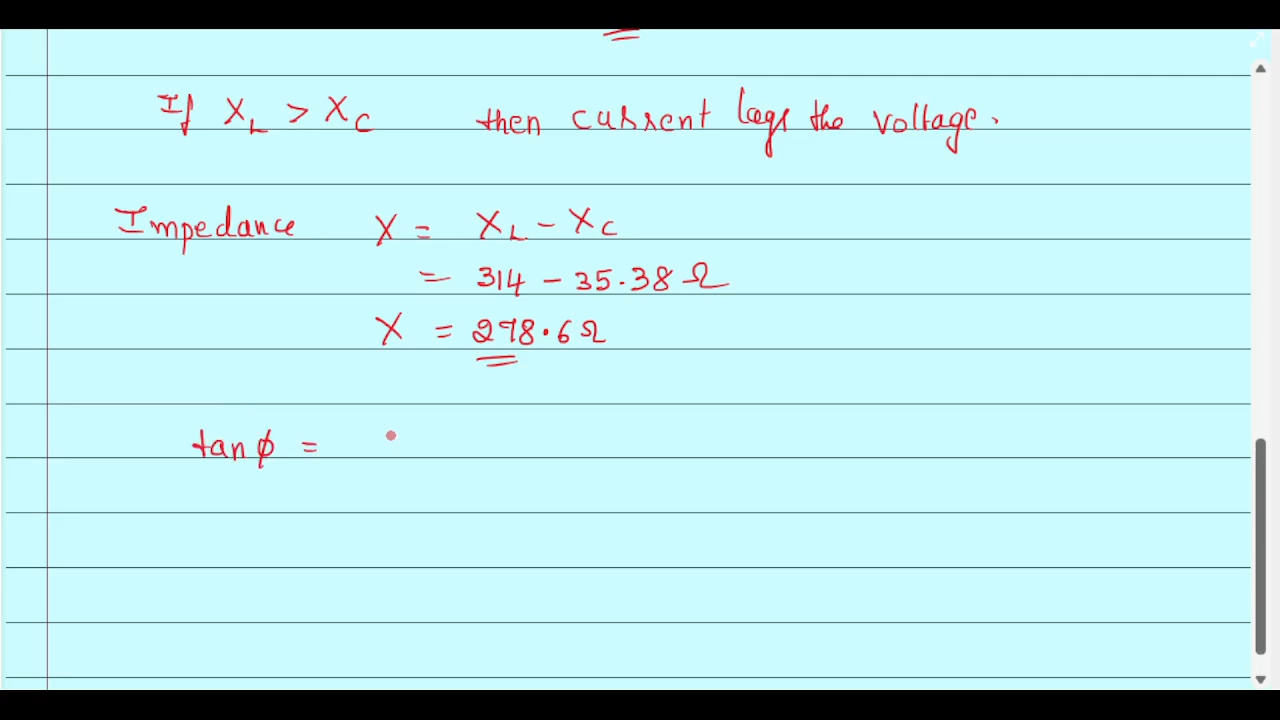 If X_L > X_C then current lags the voltage.
Impedance X = X_L - X_C
= 314 - 35.38 Ω
X = 278.6 Ω
tan φ =